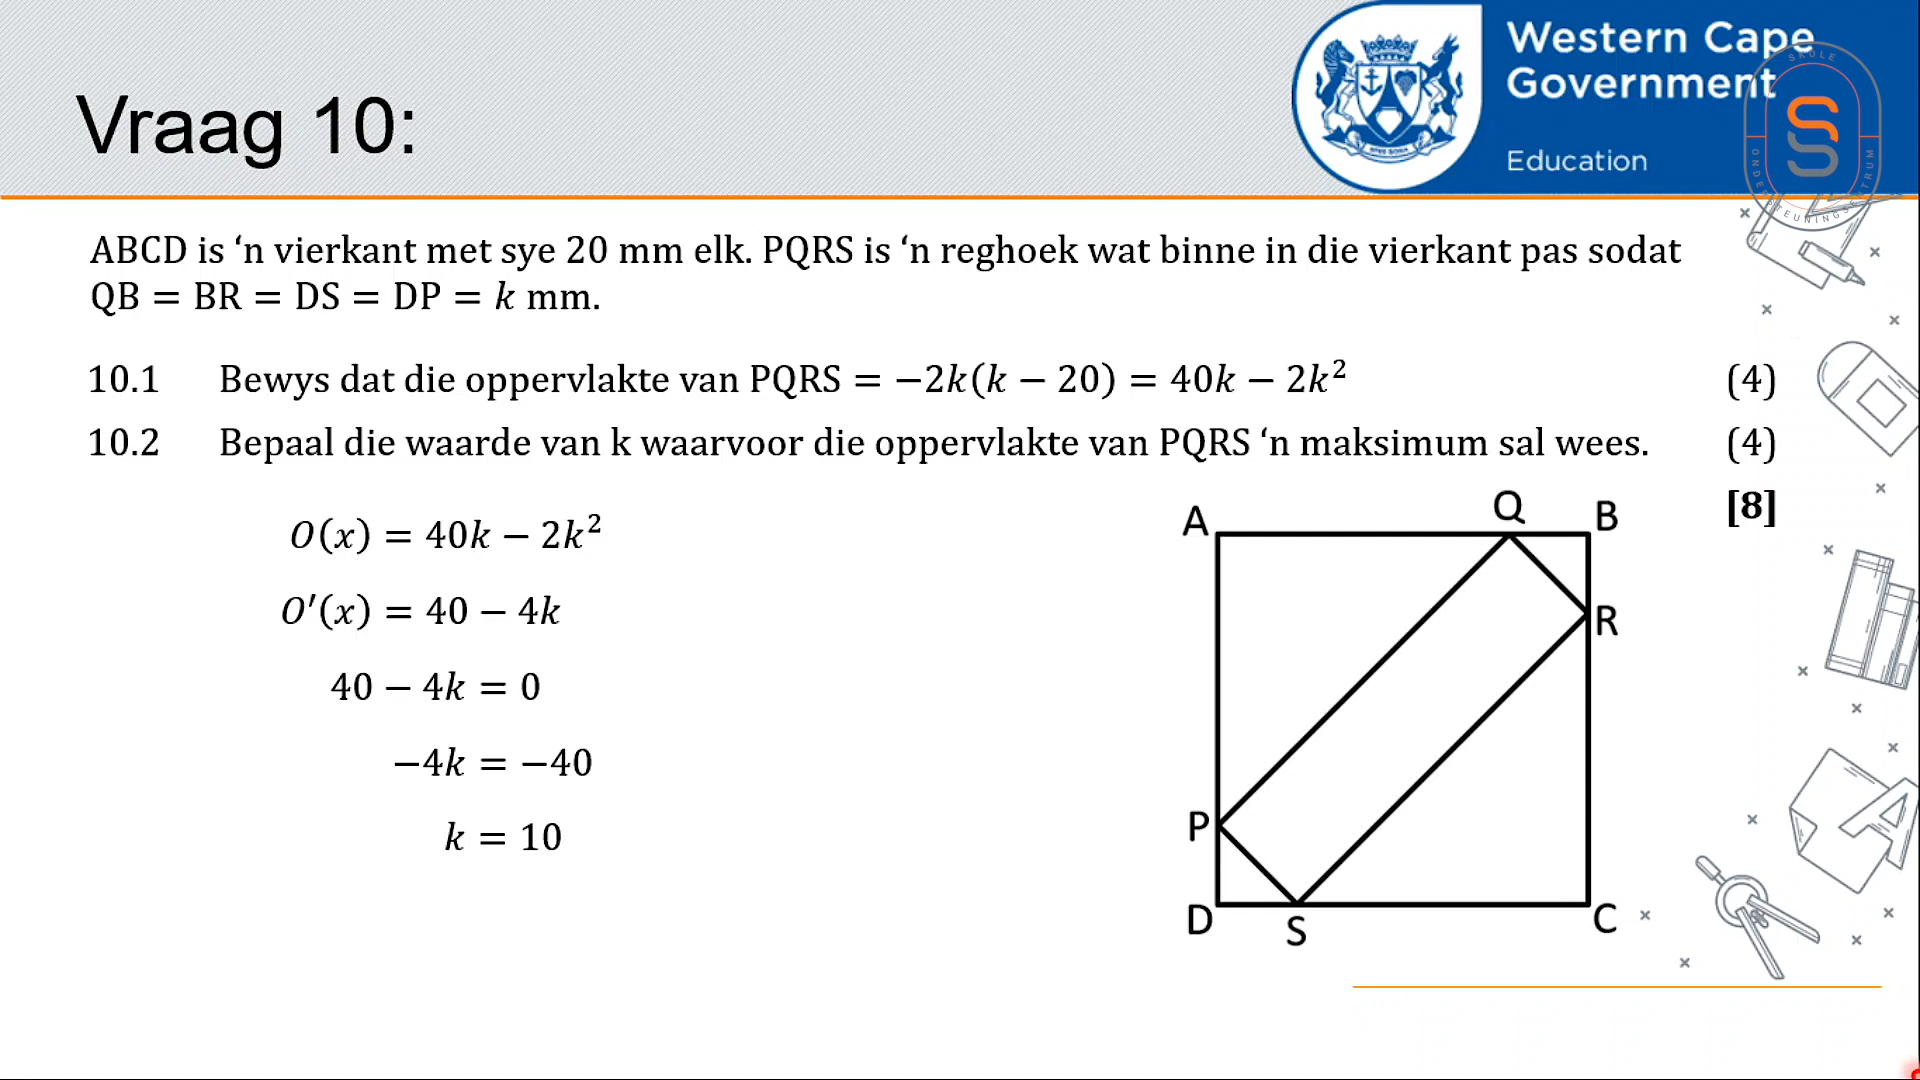 Western Cape
Government
Education
SKOLE
ONDERSTEUNINGSENTRUM
Vraag 10:
ABCD is ‘n vierkant met sye 20 mm elk. PQRS is ‘n reghoek wat binne in die vierkant pas sodat
QB = BR = DS = DP = k mm.
10.1 Bewys dat die oppervlakte van PQRS = −2k(k − 20) = 40k − 2k² (4)
10.2 Bepaal die waarde van k waarvoor die oppervlakte van PQRS ‘n maksimum sal wees. (4)
[8]
O(x) = 40k − 2k²
O′(x) = 40 − 4k
40 − 4k = 0
−4k = −40
k = 10
A Q B
R
P
D S C